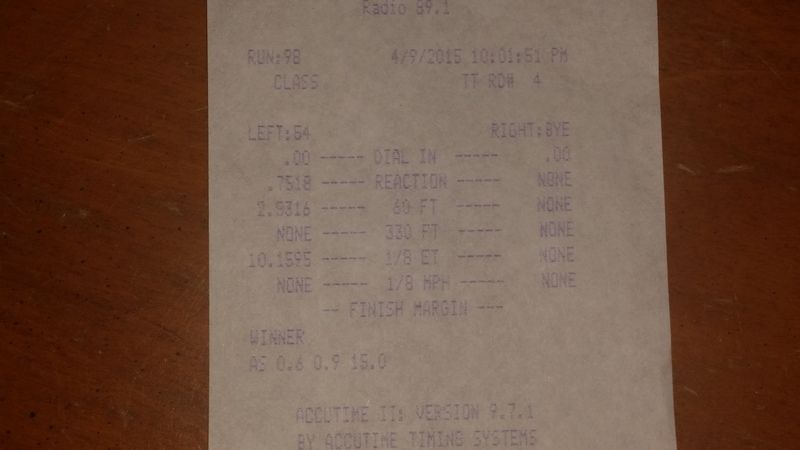 Radio 89.1
RUN:98 4/9/2015 10:01:51 PM
CLASS TT RD# 4
LEFT:64 RIGHT:BYE
.00 ----- DIAL IN ----- .00
.7518 ----- REACTION ----- NONE
2.9316 ----- 60 FT ----- NONE
NONE ----- 330 FT ----- NONE
10.1595 ----- 1/8 ET ----- NONE
NONE ----- 1/8 MPH ----- NONE
-- FINISH MARGIN ---
WINNER
AS 0.6 0.9 15.0
ACCUTIME II: VERSION 9.7.1
BY ACCUTIME TIMING SYSTEMS